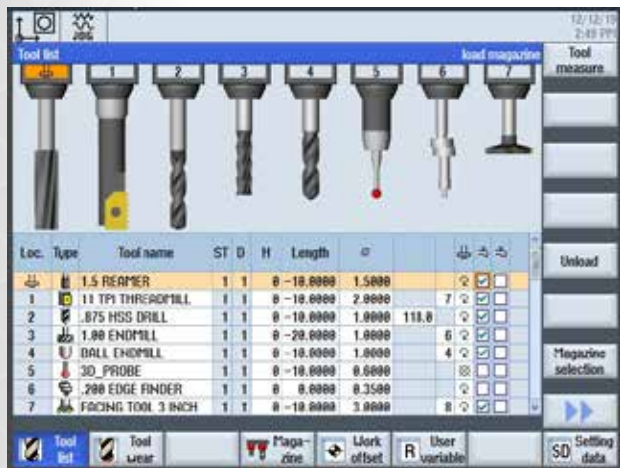 12/12/19
JOG
2:49 PM
Tool list load magazine
Tool
measure
1 2 3 4 5 6 7
Loc. Type Tool name ST D H Length ø
Unload
1.5 REAMER 1 1 0 -10.0000 1.5000
1 11 TPI THREADMILL 1 1 0 -10.0000 2.0000 7
2 .875 HSS DRILL 1 1 0 -10.0000 1.0000 118.0
3 1.00 ENDMILL 1 1 0 -20.0000 1.0000 6
4 BALL ENDMILL 1 1 0 -10.0000 1.0000 4
5 3D_PROBE 1 1 0 -10.0000 0.6000
6 .200 EDGE FINDER 1 1 0 0.0000 0.3500
7 FACING TOOL 3 INCH 1 1 0 -10.0000 3.0000 8
Magazine
selection
Tool
list
Tool
wear
Maga-
zine
Work
offset
R User
variable
SD Setting
data